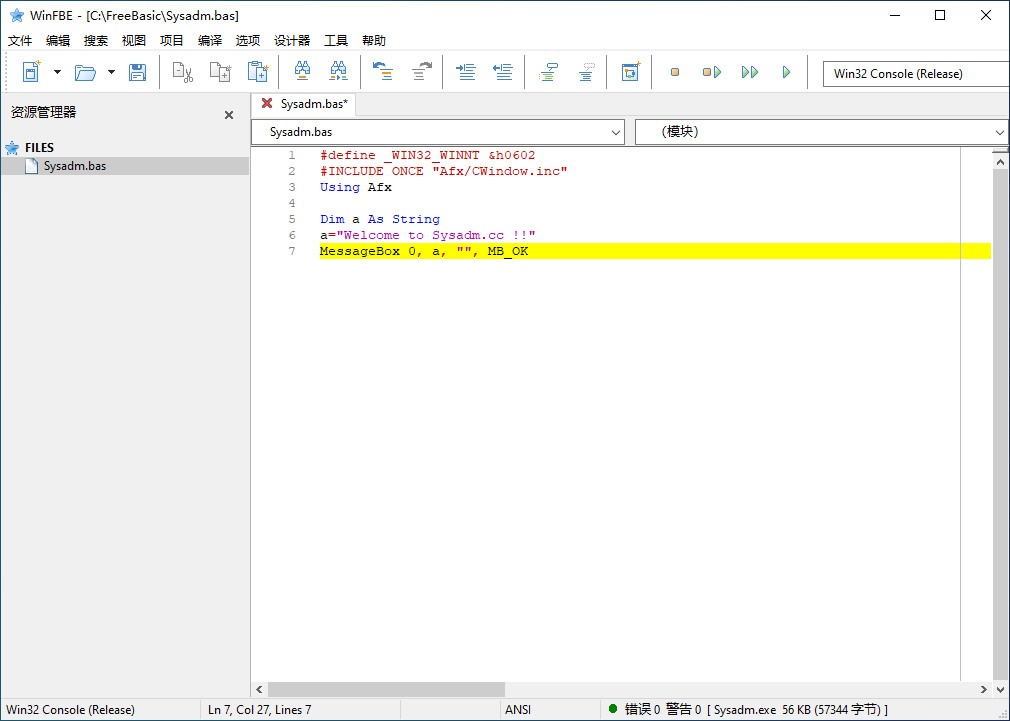 WinFBE - [C:\FreeBasic\Sysadm.bas]
文件 编辑 搜索 视图 项目 编译 选项 设计器 工具 帮助
Win32 Console (Release)
资源管理器
Sysadm.bas*
Sysadm.bas
（模块）
FILES
Sysadm.bas
1 #define _WIN32_WINNT &h0602
2 #INCLUDE ONCE "Afx/CWindow.inc"
3 Using Afx
4
5 Dim a As String
6 a="Welcome to Sysadm.cc !!"
7 MessageBox 0, a, "", MB_OK
Win32 Console (Release) Ln 7, Col 27, Lines 7 ANSI 错误 0 警告 0 [ Sysadm.exe 56 KB (57344 字节) ]